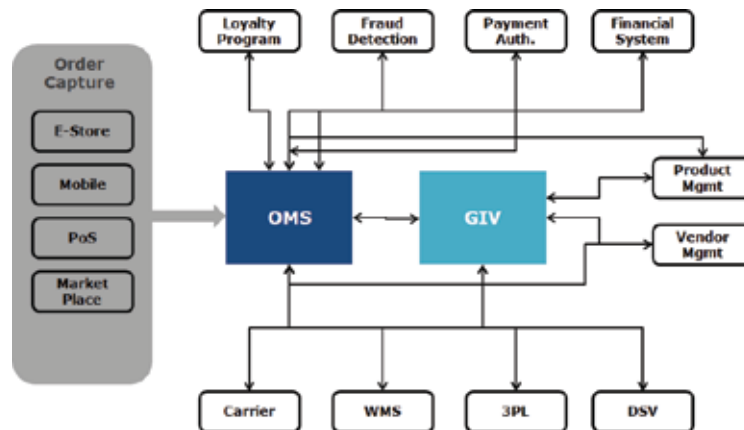 Loyalty
Program
Fraud
Detection
Payment
Auth.
Financial
System
Order
Capture
E-Store
Mobile
PoS
Market
Place
OMS
GIV
Product
Mgmt
Vendor
Mgmt
Carrier
WMS
3PL
DSV